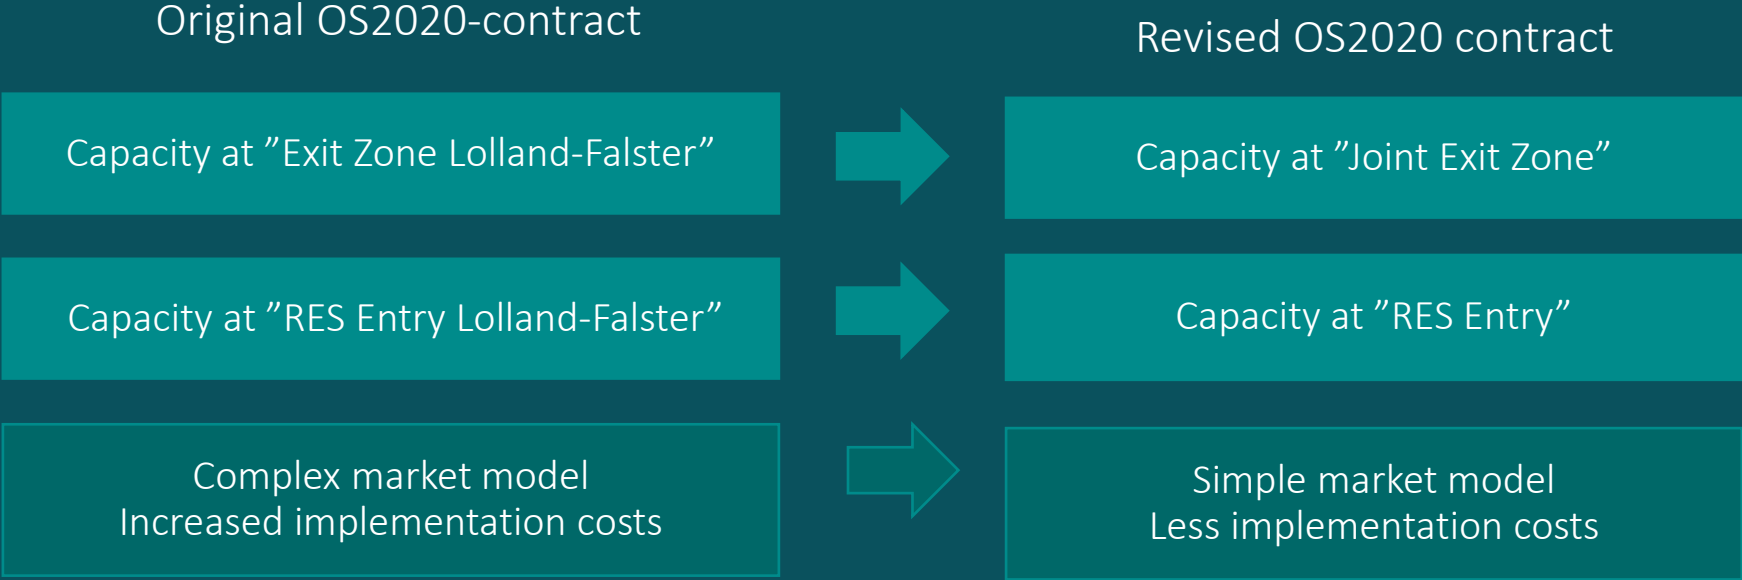 Original OS2020-contract
Revised OS2020 contract
Capacity at ”Exit Zone Lolland-Falster”
Capacity at ”Joint Exit Zone”
Capacity at ”RES Entry Lolland-Falster”
Capacity at ”RES Entry”
Complex market model
Increased implementation costs
Simple market model
Less implementation costs